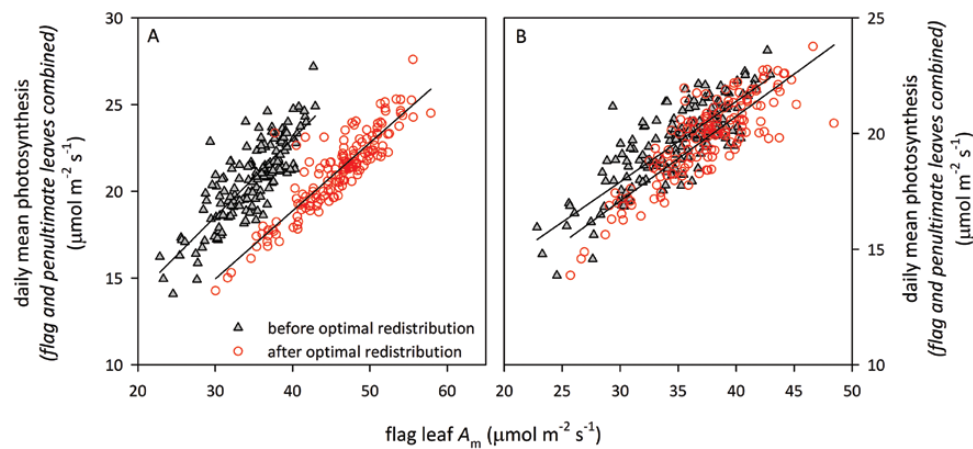 daily mean photosynthesis
(flag and penultimate leaves combined)
(μmol m⁻² s⁻¹)
30
25
20
15
10
A
before optimal redistribution
after optimal redistribution
20 30 40 50 60
B
20 25 30 35 40 45 50
25
20
15
10
daily mean photosynthesis
(flag and penultimate leaves combined)
(μmol m⁻² s⁻¹)
flag leaf Aₘ (μmol m⁻² s⁻¹)